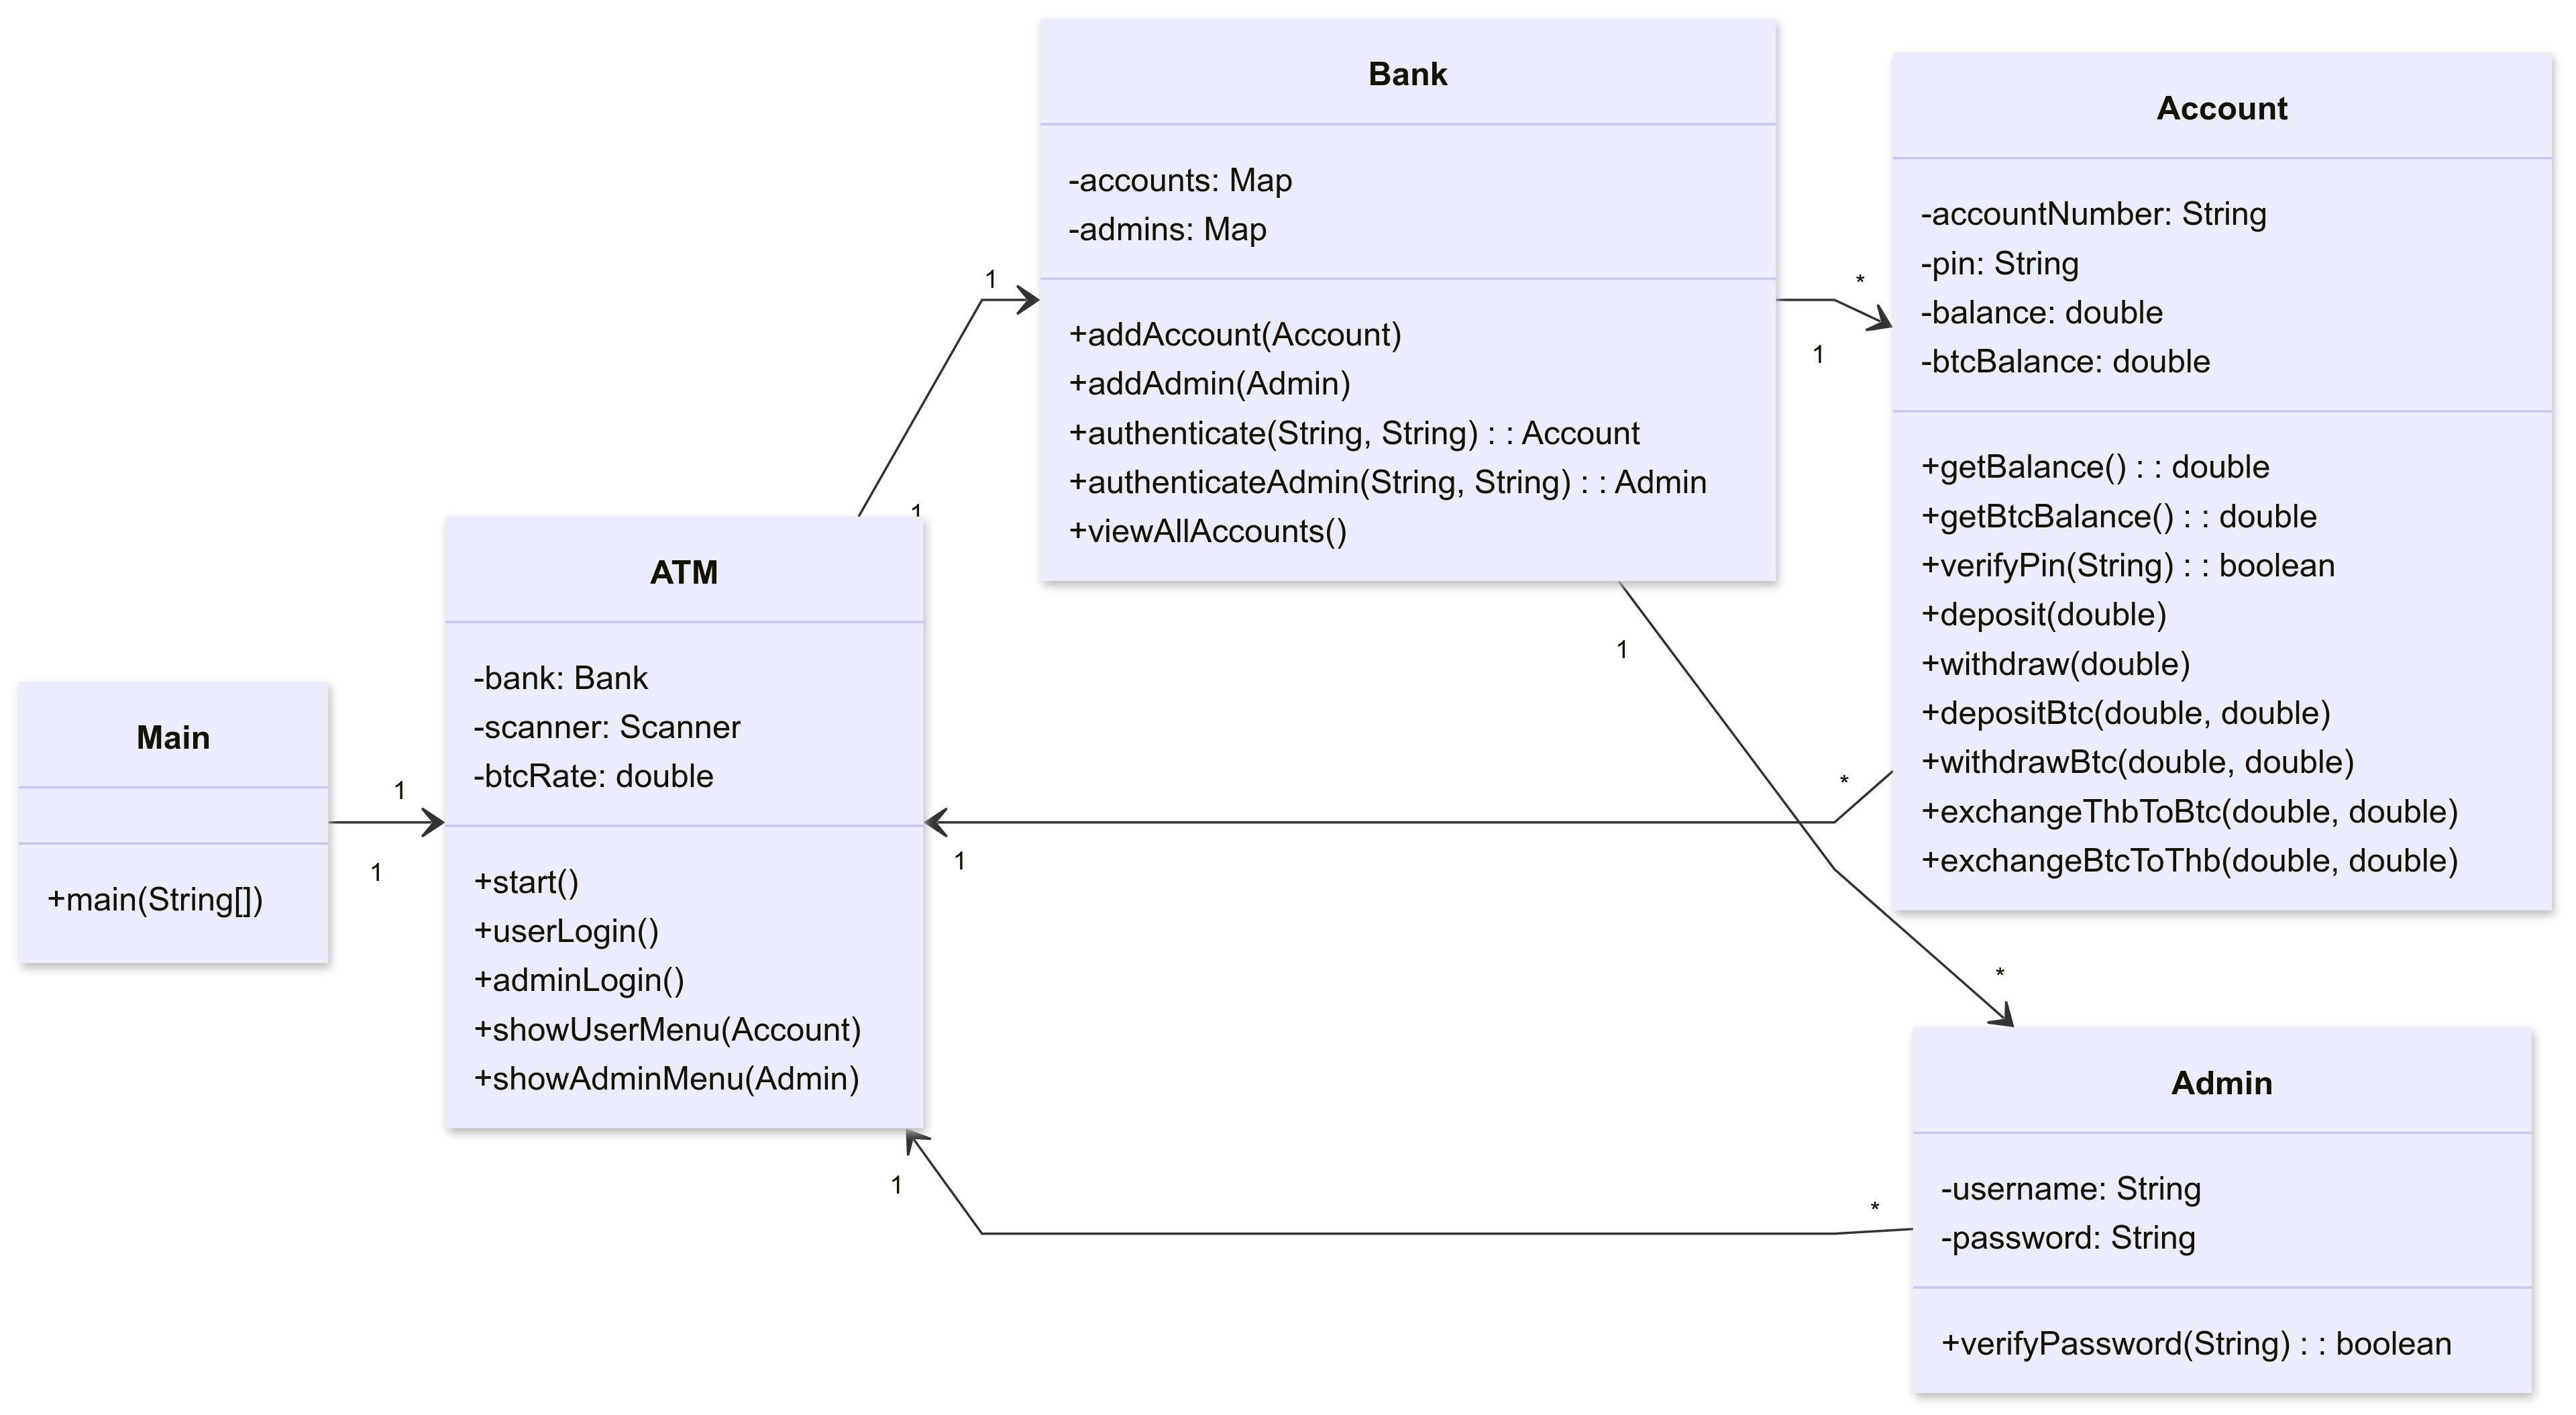 Bank
-accounts: Map
-admins: Map
+addAccount(Account)
+addAdmin(Admin)
+authenticate(String, String) : : Account
+authenticateAdmin(String, String) : : Admin
+viewAllAccounts()
Account
-accountNumber: String
-pin: String
-balance: double
-btcBalance: double
+getBalance() : : double
+getBtcBalance() : : double
+verifyPin(String) : : boolean
+deposit(double)
+withdraw(double)
+depositBtc(double, double)
+withdrawBtc(double, double)
+exchangeThbToBtc(double, double)
+exchangeBtcToThb(double, double)
ATM
-bank: Bank
-scanner: Scanner
-btcRate: double
+start()
+userLogin()
+adminLogin()
+showUserMenu(Account)
+showAdminMenu(Admin)
Main
+main(String[])
Admin
-username: String
-password: String
+verifyPassword(String) : : boolean
1
1
1
1
1
*
1
*
*
1
*
1